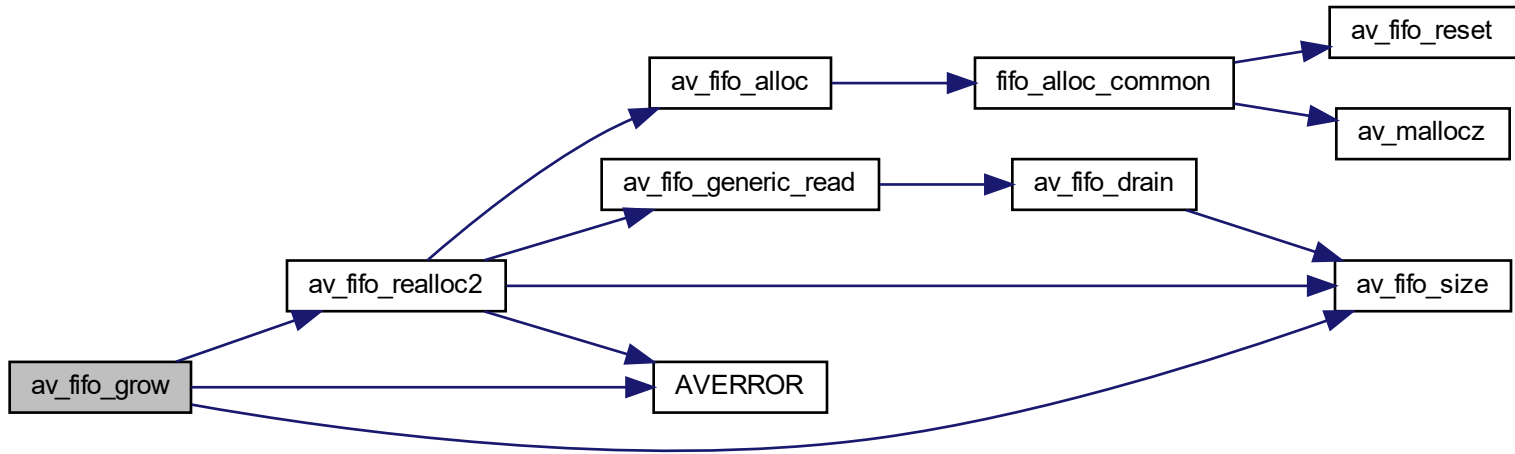 av_fifo_reset
av_fifo_alloc
fifo_alloc_common
av_mallocz
av_fifo_generic_read
av_fifo_drain
av_fifo_realloc2
av_fifo_size
av_fifo_grow
AVERROR